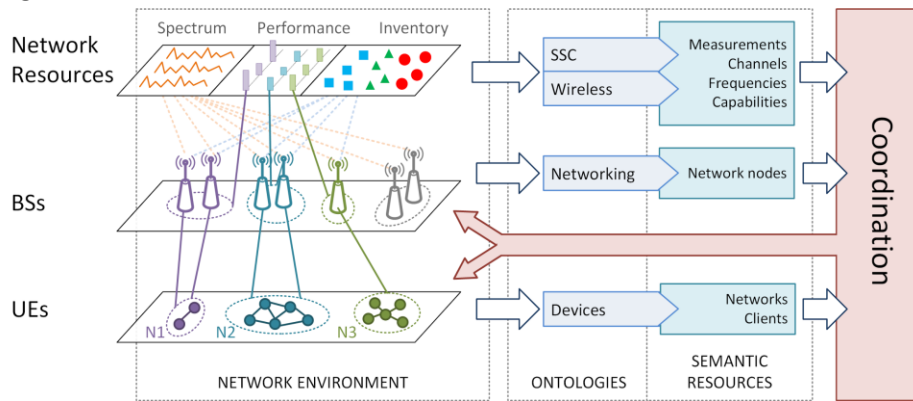 Spectrum Performance Inventory
Network
Resources
SSC
Wireless
Measurements
Channels
Frequencies
Capabilities
BSs
Networking
Network nodes
Coordination
UEs
N1
N2
N3
Devices
Networks
Clients
NETWORK ENVIRONMENT
ONTOLOGIES
SEMANTIC
RESOURCES